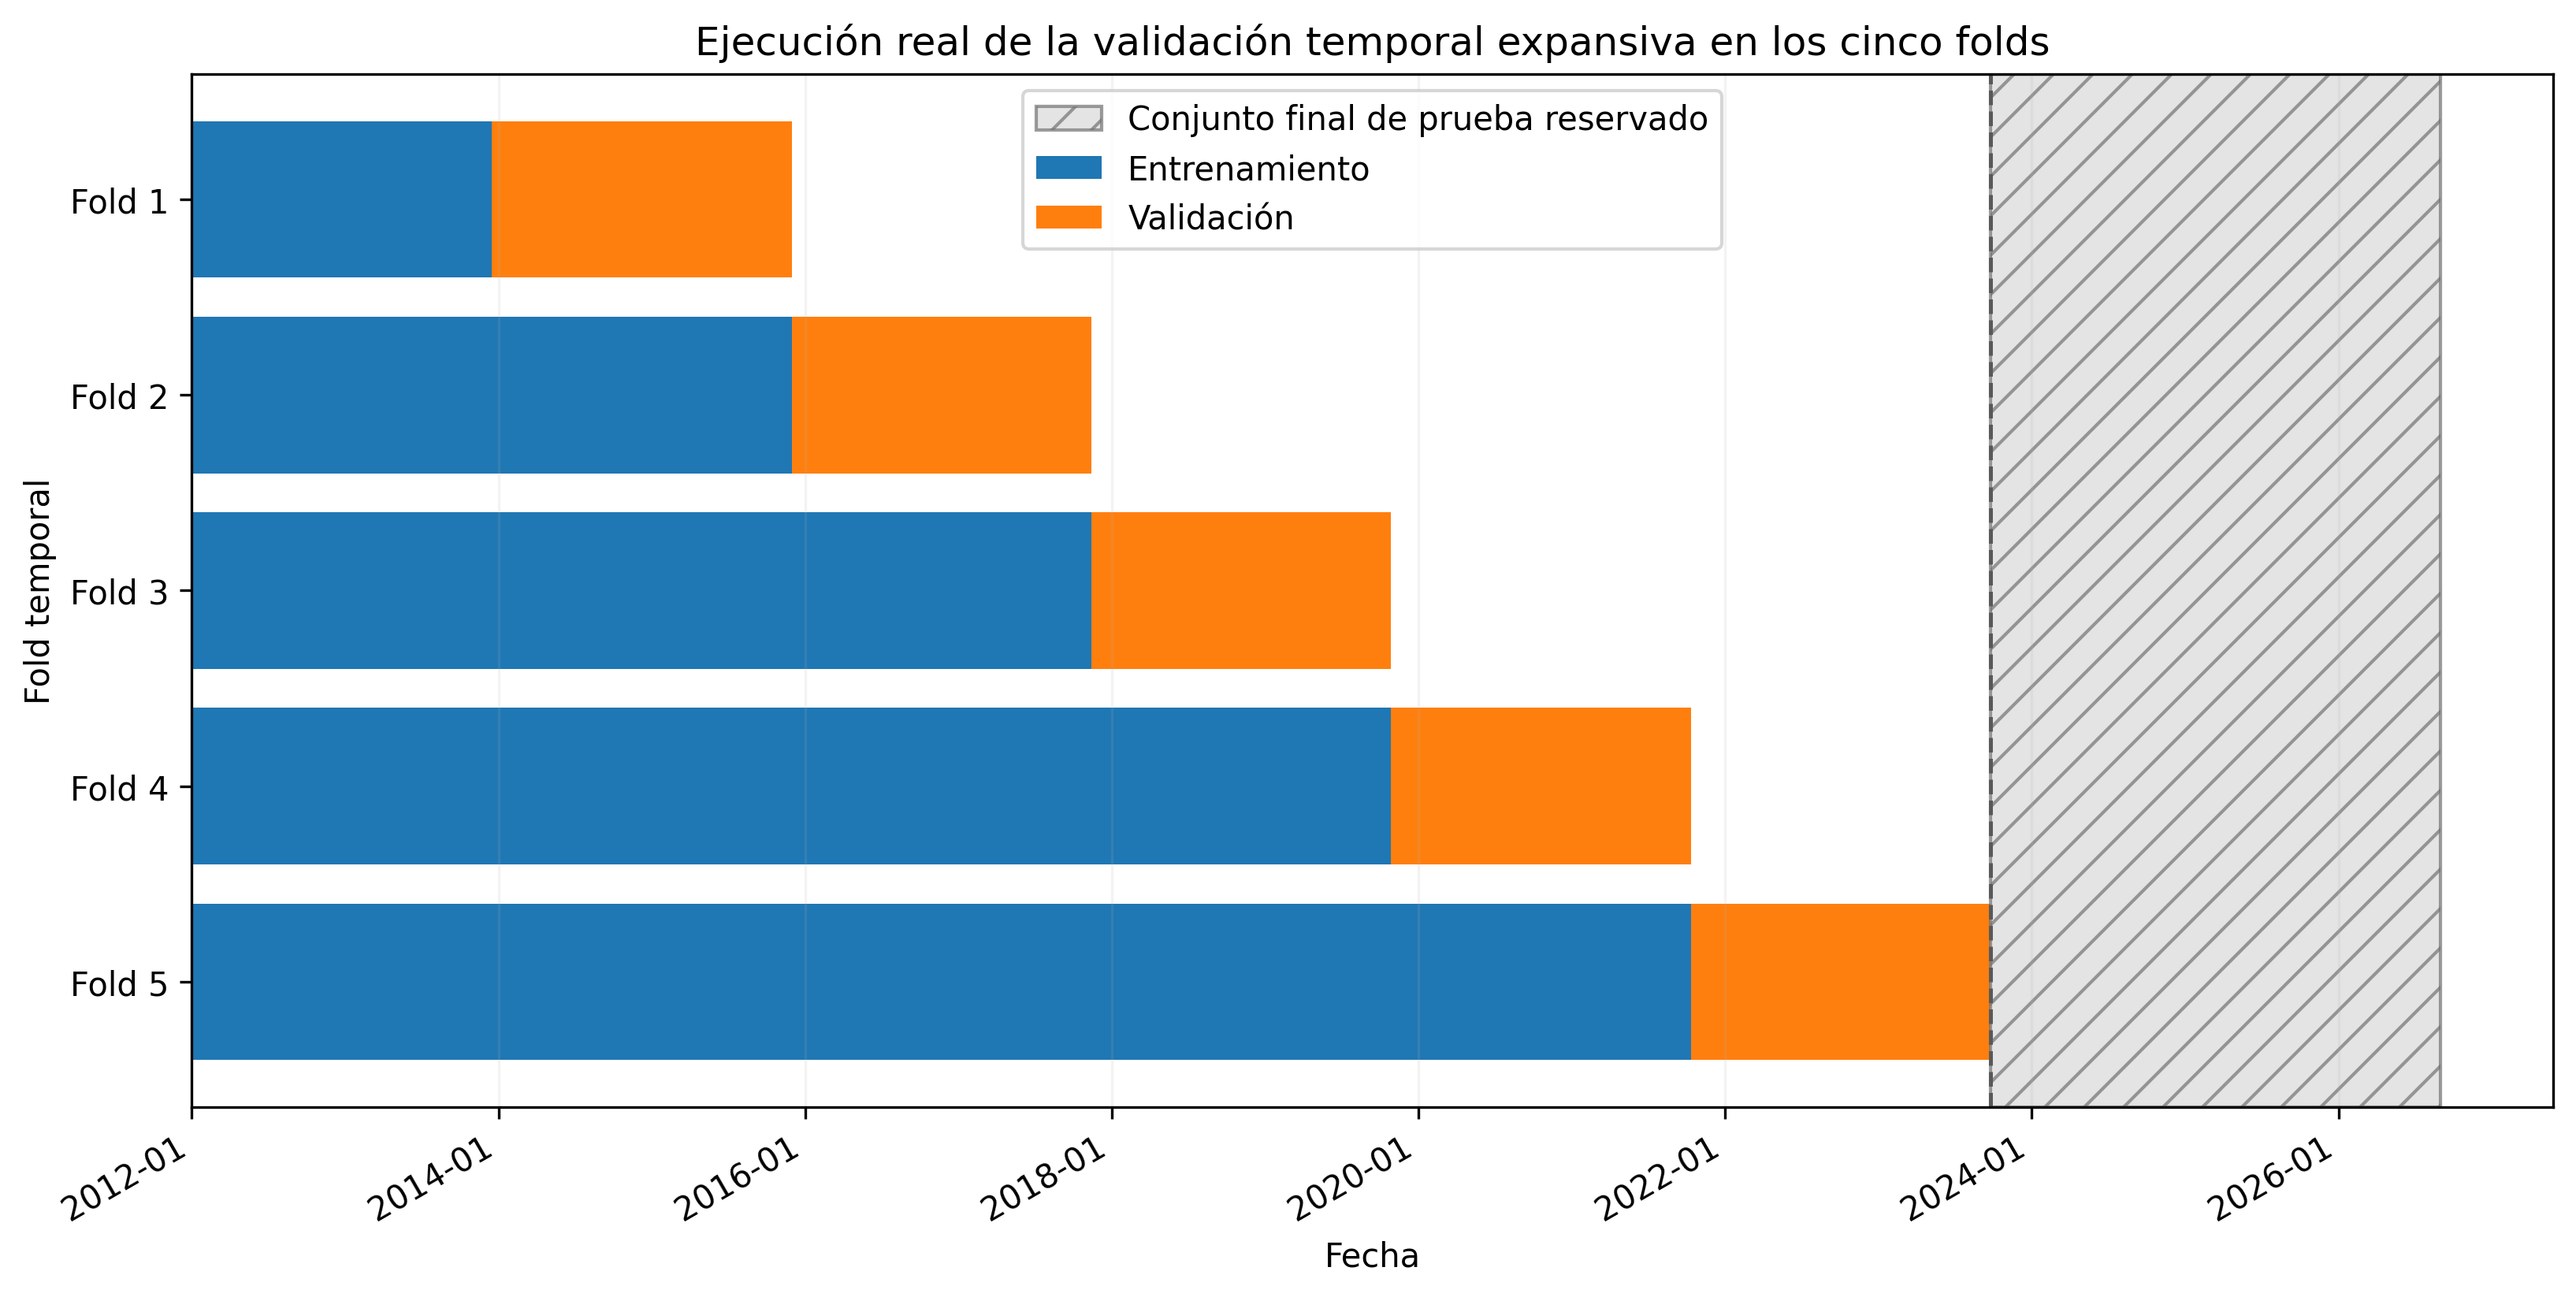 Ejecución real de la validación temporal expansiva en los cinco folds
Conjunto final de prueba reservado
Entrenamiento
Validación
Fold temporal
Fold 1
Fold 2
Fold 3
Fold 4
Fold 5
2012-01
2014-01
2016-01
2018-01
2020-01
2022-01
2024-01
2026-01
Fecha